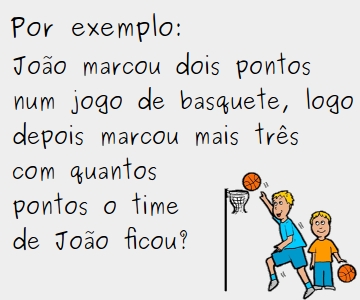 Por exemplo:
João marcou dois pontos
num jogo de basquete, logo
depois marcou mais três
com quantos
pontos o time
de João ficou?